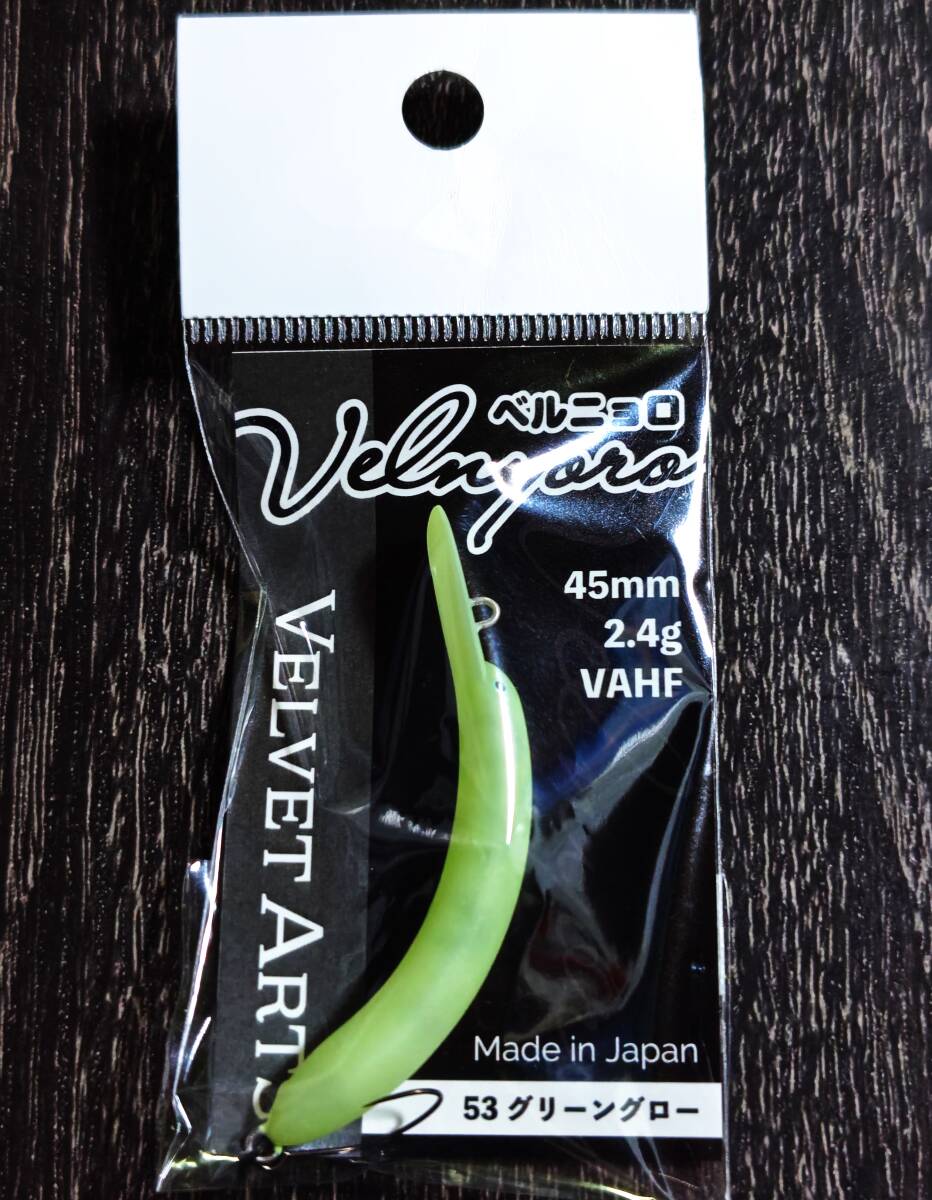 ベルニョロ
Velnyoro
45mm
2.4g
VAHF
VELVET ARTS
Made in Japan
53 グリーングロー